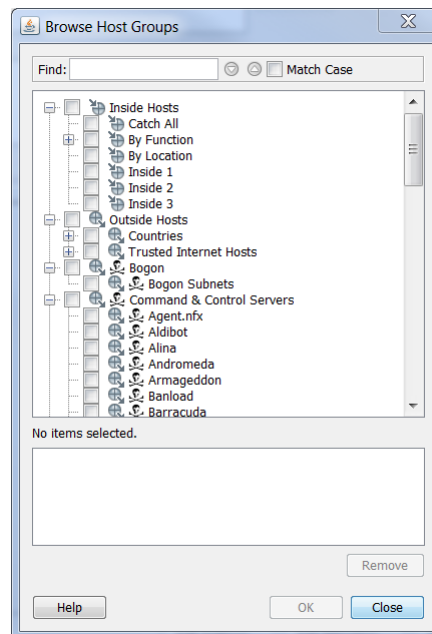 Browse Host Groups
Find: Match Case
Inside Hosts
Catch All
By Function
By Location
Inside 1
Inside 2
Inside 3
Outside Hosts
Countries
Trusted Internet Hosts
Bogon
Bogon Subnets
Command & Control Servers
Agent.nfx
Aldibot
Alina
Andromeda
Armageddon
Banload
Barracuda
No items selected.
Remove
Help OK Close